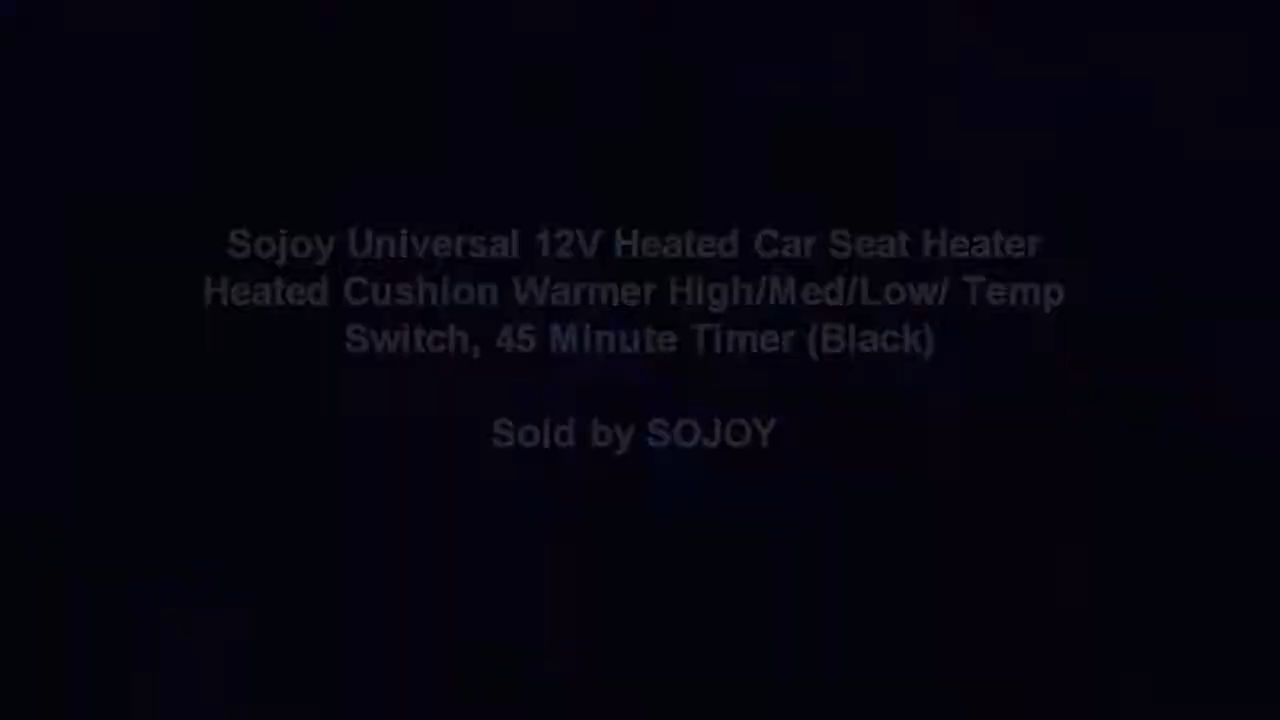 Sojoy Universal 12V Heated Car Seat Heater
Heated Cushion Warmer High/Med/Low/ Temp
Switch, 45 Minute Timer (Black)
Sold by SOJOY